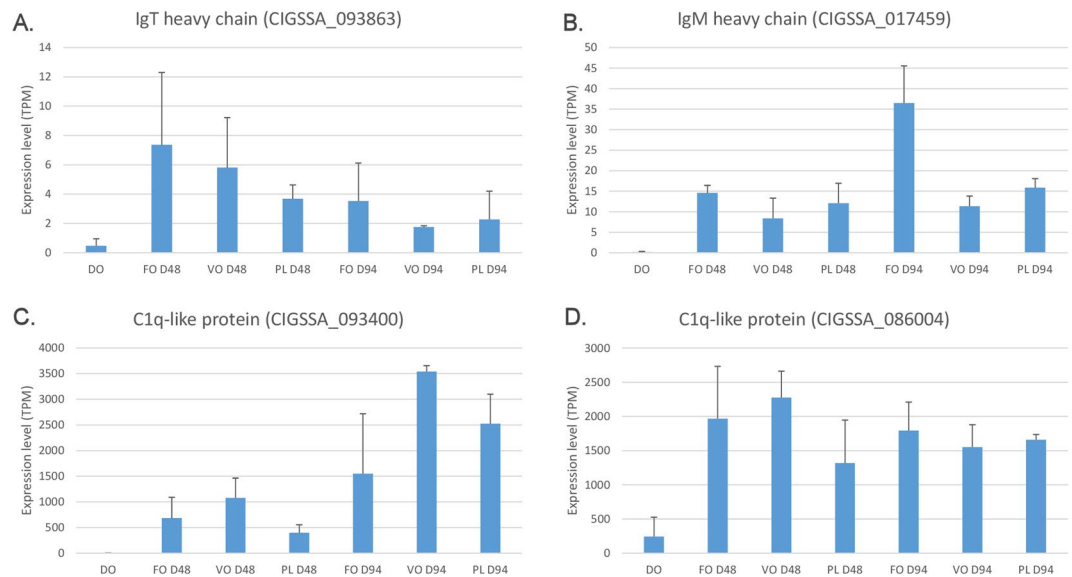 A.
IgT heavy chain (CIGSSA_093863)
Expression level (TPM)
14
12
10
8
6
4
2
0
DO FO D48 VO D48 PL D48 FO D94 VO D94 PL D94
B.
IgM heavy chain (CIGSSA_017459)
Expression level (TPM)
50
45
40
35
30
25
20
15
10
5
0
DO FO D48 VO D48 PL D48 FO D94 VO D94 PL D94
C.
C1q-like protein (CIGSSA_093400)
Expression level (TPM)
4000
3500
3000
2500
2000
1500
1000
500
0
DO FO D48 VO D48 PL D48 FO D94 VO D94 PL D94
D.
C1q-like protein (CIGSSA_086004)
Expression level (TPM)
3000
2500
2000
1500
1000
500
0
DO FO D48 VO D48 PL D48 FO D94 VO D94 PL D94